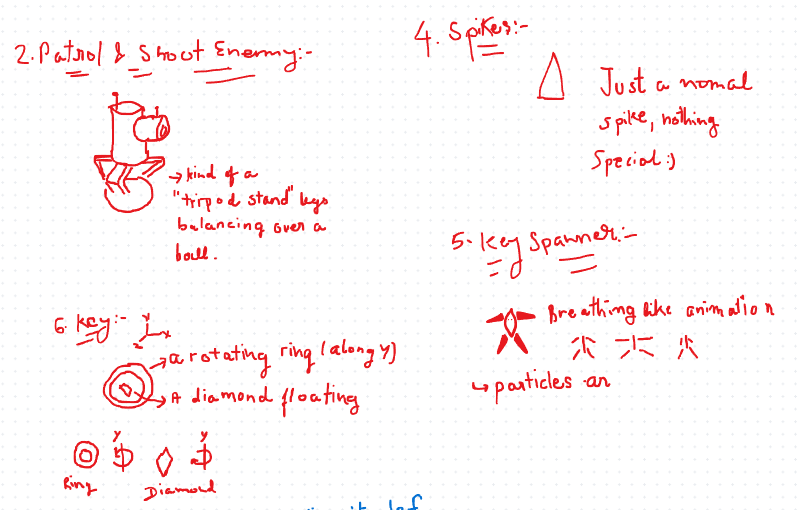 2. Patrol & Shoot Enemy:-
→ kind of a
"tripod stand" legs
balancing over a
ball.
4. Spikes:-
Just a normal
spike, nothing
Special :)
5. Key Spawner:-
Breathing like animation
↳ particles an
6. Key:-
Y
x
z
→ a rotating ring (along Y)
→ A diamond floating
Y
Y
Ring
Diamond